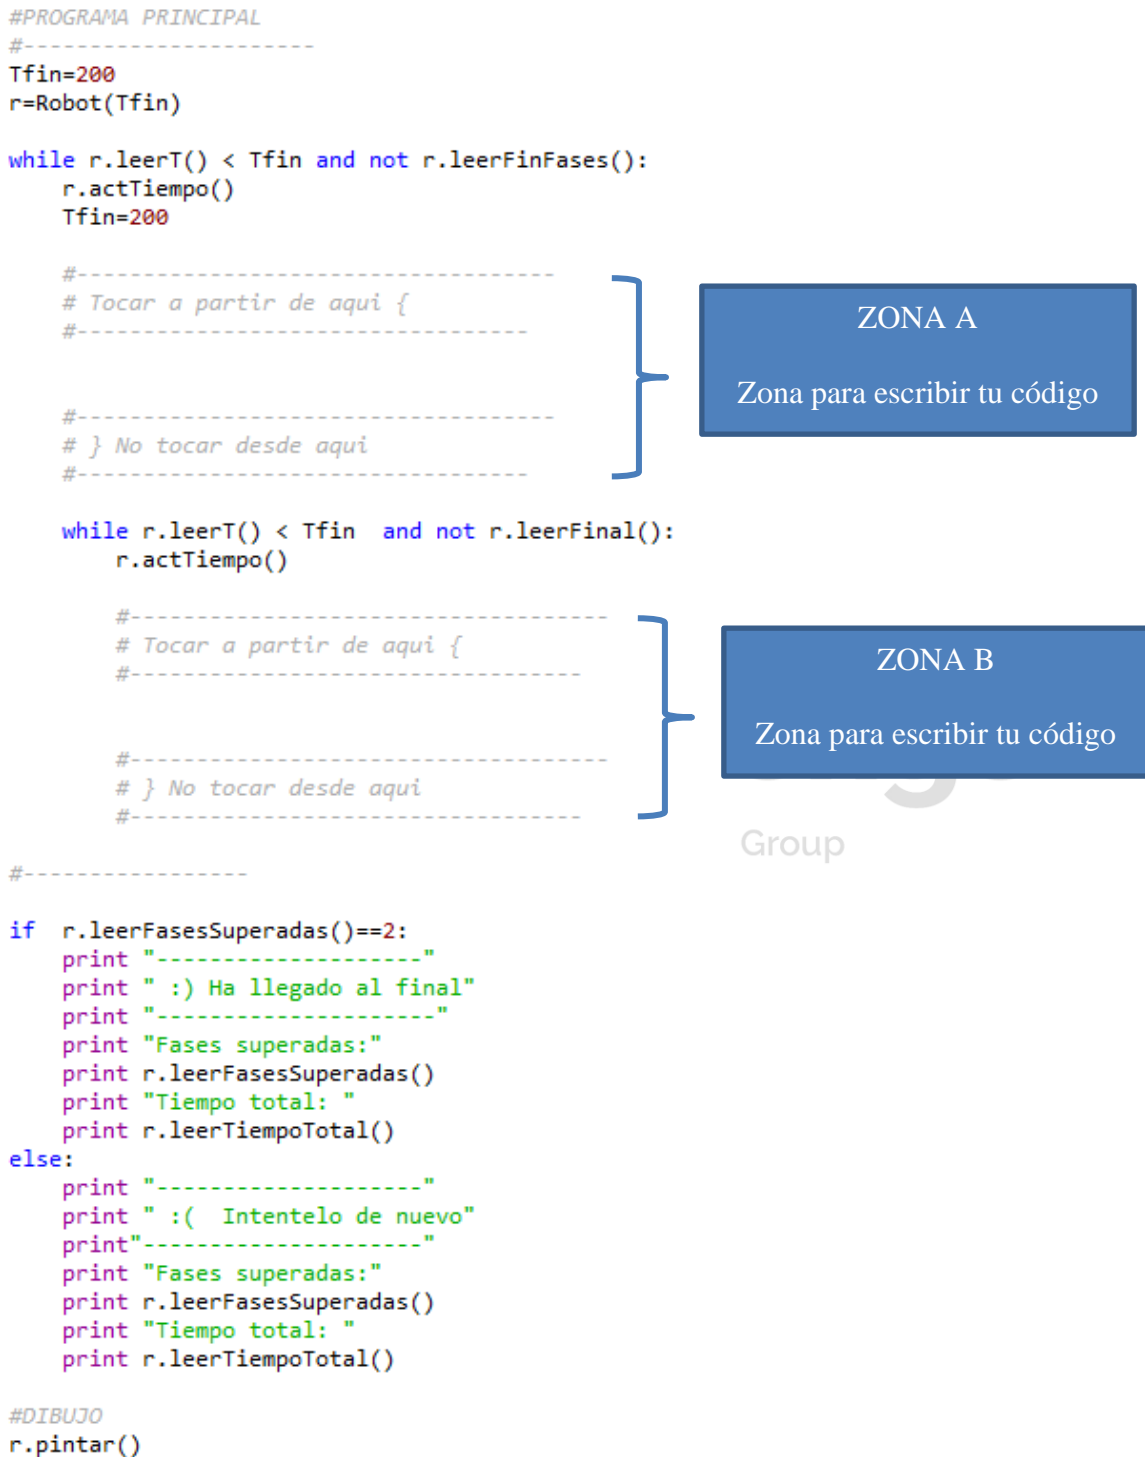 #PROGRAMA PRINCIPAL
#----------------------
Tfin=200
r=Robot(Tfin)
while r.leerT() < Tfin and not r.leerFinFases():
    r.actTiempo()
    Tfin=200
    #------------------------------------
    # Tocar a partir de aqui {
    #----------------------------------
    #------------------------------------
    # } No tocar desde aqui
    #----------------------------------
ZONA A
Zona para escribir tu código
    while r.leerT() < Tfin  and not r.leerFinal():
        r.actTiempo()
        #------------------------------------
        # Tocar a partir de aqui {
        #----------------------------------
        #------------------------------------
        # } No tocar desde aqui
        #----------------------------------
ZONA B
Zona para escribir tu código
Group
#-----------------
if  r.leerFasesSuperadas()==2:
    print "--------------------"
    print " :) Ha llegado al final"
    print "---------------------"
    print "Fases superadas:"
    print r.leerFasesSuperadas()
    print "Tiempo total: "
    print r.leerTiempoTotal()
else:
    print "--------------------"
    print " :(  Intentelo de nuevo"
    print"---------------------"
    print "Fases superadas:"
    print r.leerFasesSuperadas()
    print "Tiempo total: "
    print r.leerTiempoTotal()
#DIBUJO
r.pintar()